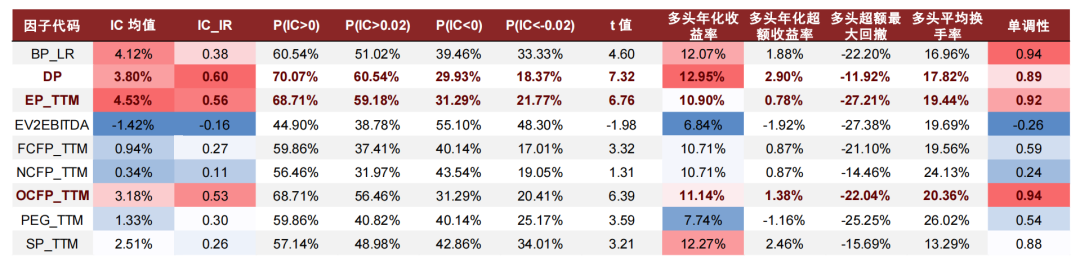 因子代码 IC 均值 IC_IR P(IC>0) P(IC>0.02) P(IC<0) P(IC<-0.02) t 值 多头年化收益率 多头年化超额收益率 多头超额最大回撤 多头平均换手率 单调性
BP_LR 4.12% 0.38 60.54% 51.02% 39.46% 33.33% 4.60 12.07% 1.88% -22.20% 16.96% 0.94
DP 3.80% 0.60 70.07% 60.54% 29.93% 18.37% 7.32 12.95% 2.90% -11.92% 17.82% 0.89
EP_TTM 4.53% 0.56 68.71% 59.18% 31.29% 21.77% 6.76 10.90% 0.78% -27.21% 19.44% 0.92
EV2EBITDA -1.42% -0.16 44.90% 38.78% 55.10% 48.30% -1.98 6.84% -1.92% -27.38% 19.69% -0.26
FCFP_TTM 0.94% 0.27 59.86% 37.41% 40.14% 17.01% 3.32 10.71% 0.87% -21.10% 19.56% 0.59
NCFP_TTM 0.34% 0.11 56.46% 31.97% 43.54% 19.05% 1.31 10.71% 0.87% -14.46% 24.13% 0.24
OCFP_TTM 3.18% 0.53 68.71% 56.46% 31.29% 20.41% 6.39 11.14% 1.38% -22.04% 20.36% 0.94
PEG_TTM 1.33% 0.30 59.86% 40.82% 40.14% 25.17% 3.59 7.74% -1.16% -25.25% 26.02% 0.54
SP_TTM 2.51% 0.26 57.14% 48.98% 42.86% 34.01% 3.21 12.27% 2.46% -15.69% 13.29% 0.88